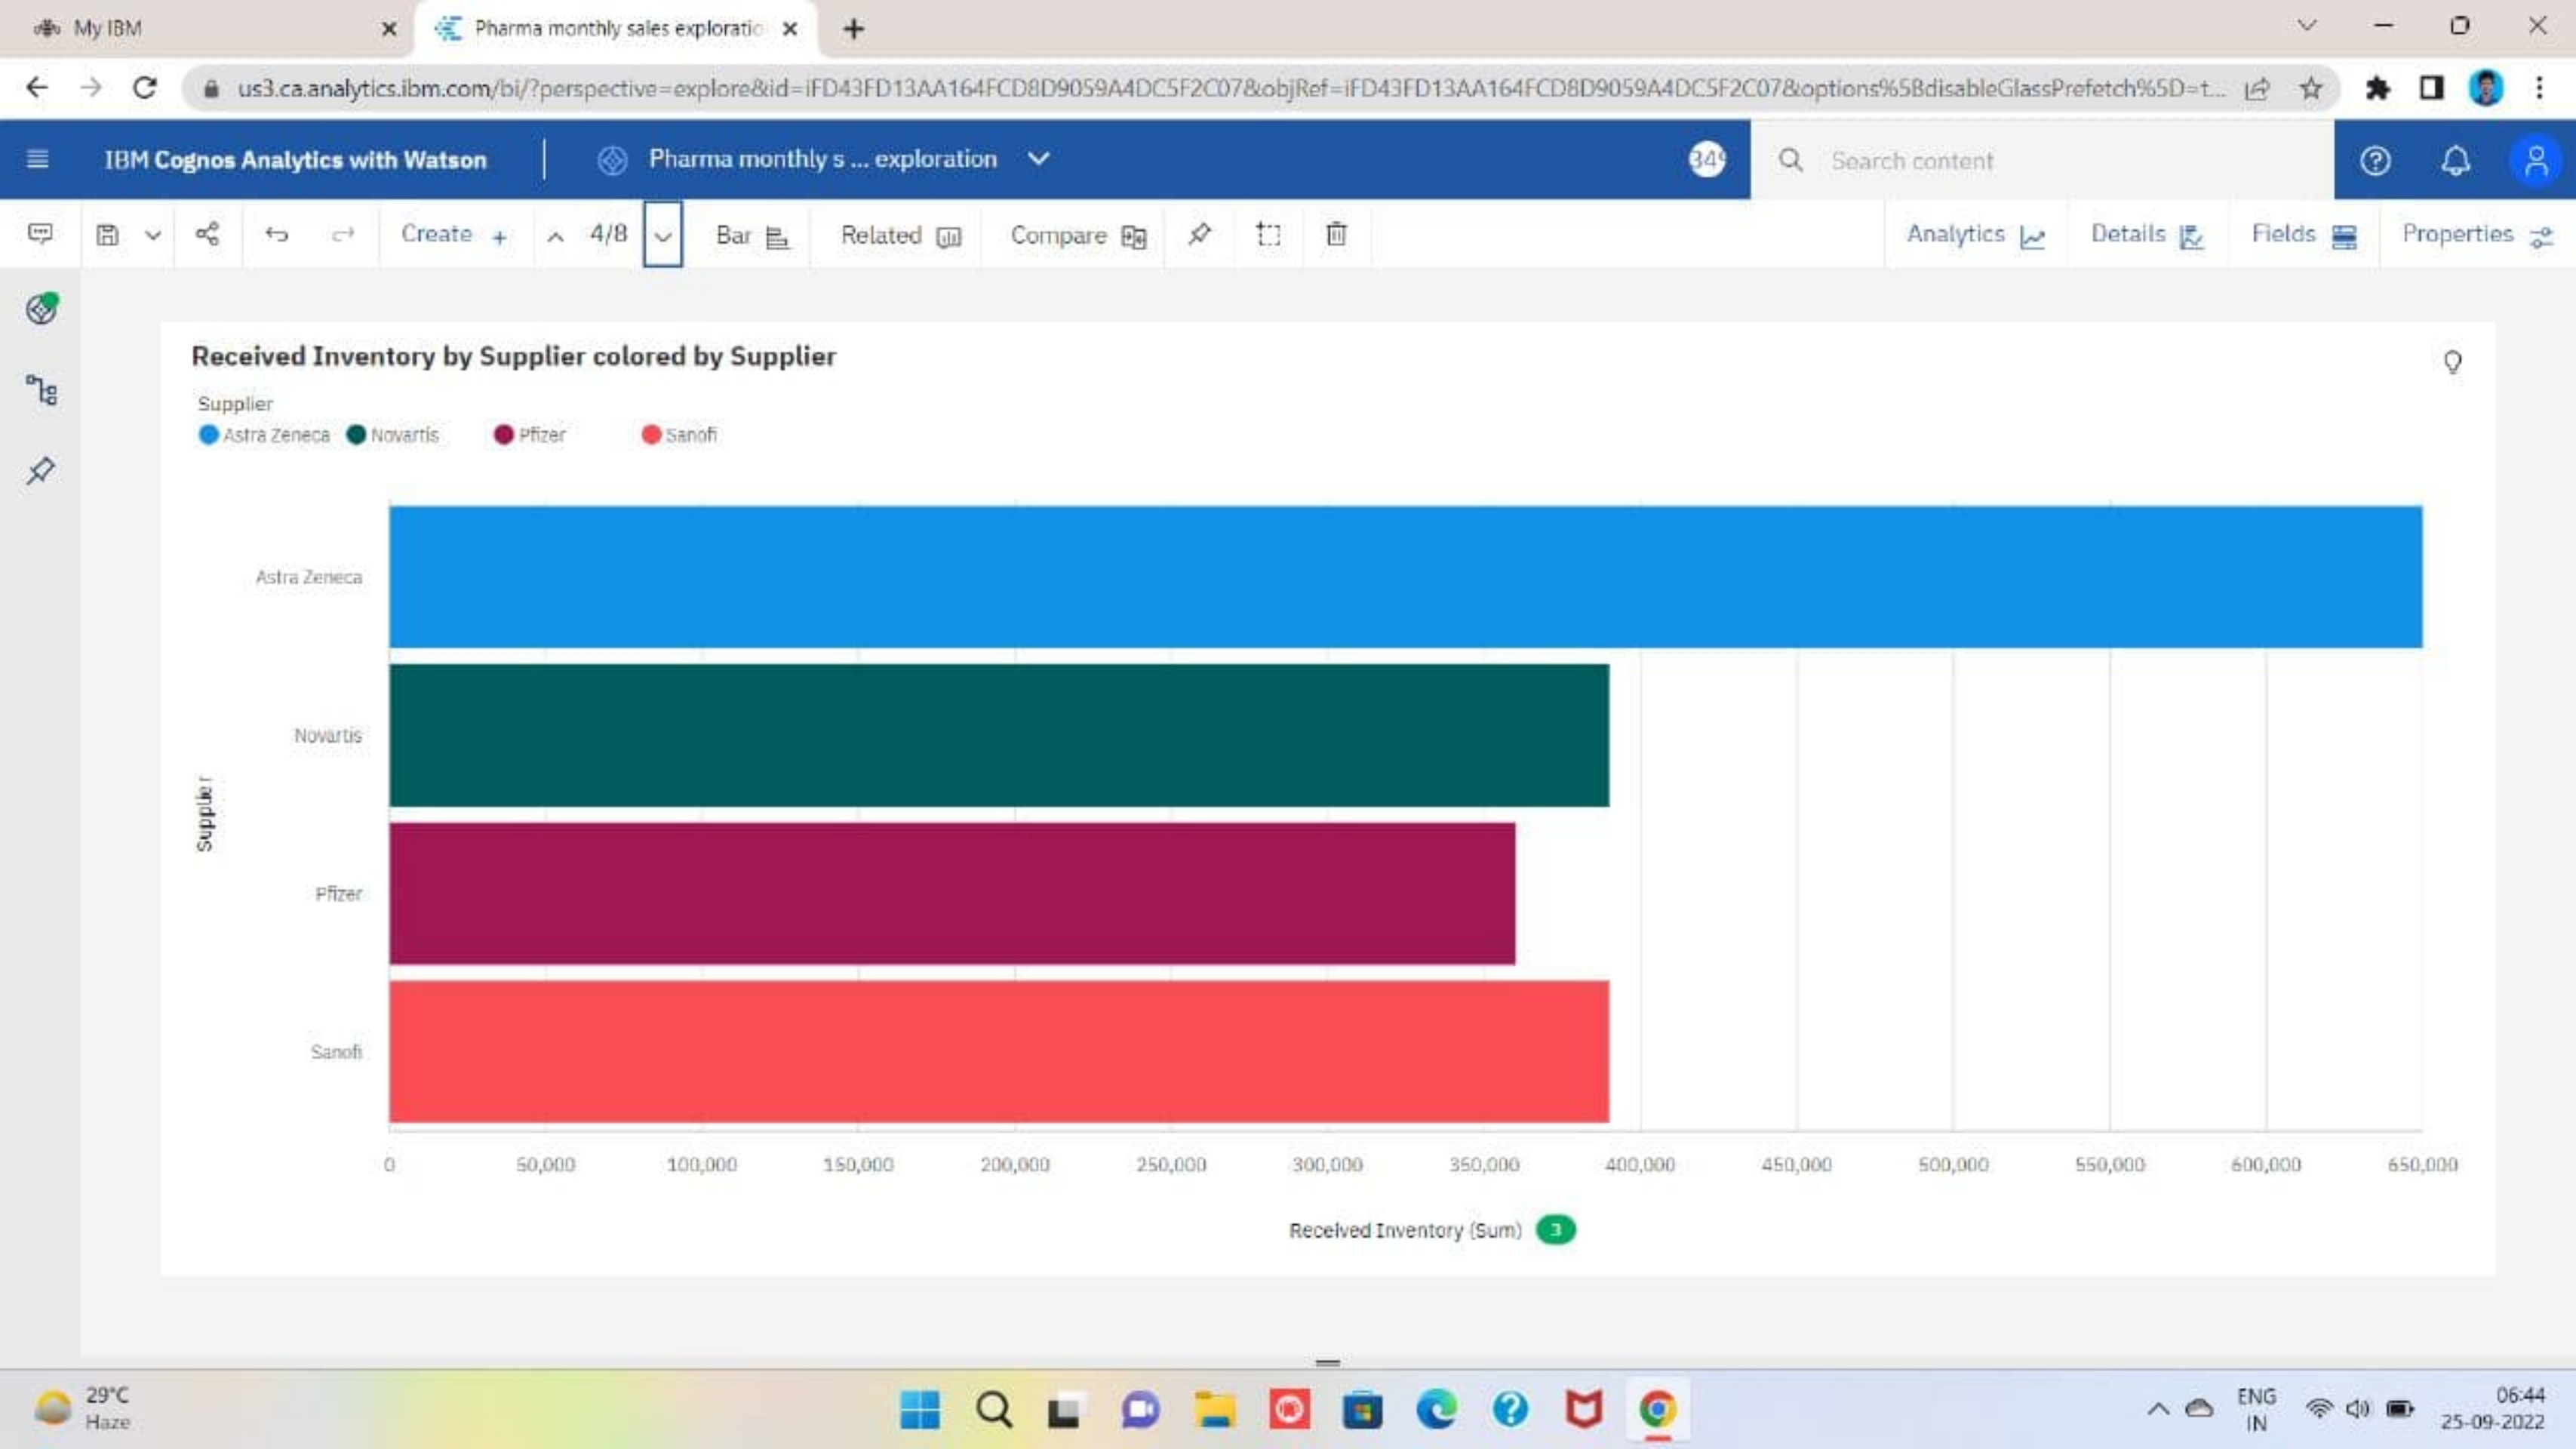 My IBM
Pharma monthly sales exploratio
us3.ca.analytics.ibm.com/bi/?perspective=explore&id=iFD43FD13AA164FCD8D9059A4DC5F2C07&objRef=iFD43FD13AA164FCD8D9059A4DC5F2C07&options%5BdisableGlassPrefetch%5D=t...
IBM Cognos Analytics with Watson
Pharma monthly s ... exploration
Search content
Create + 4/8 Bar Related Compare
Analytics Details Fields Properties
Received Inventory by Supplier colored by Supplier
Supplier
Astra Zeneca Novartis Pfizer Sanofi
Astra Zeneca
Novartis
Supplier
Pfizer
Sanofi
0 50,000 100,000 150,000 200,000 250,000 300,000 350,000 400,000 450,000 500,000 550,000 600,000 650,000
Received Inventory (Sum) 3
29°C
Haze
ENG
IN
06:44
25-09-2022